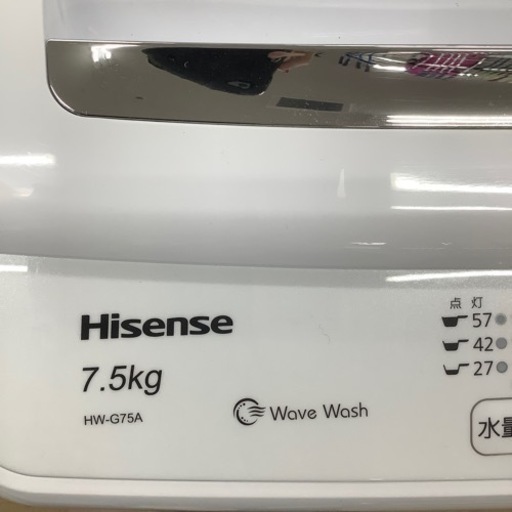 Hisense
7.5kg
HW-G75A
Wave Wash
点灯
57
42
27
水量